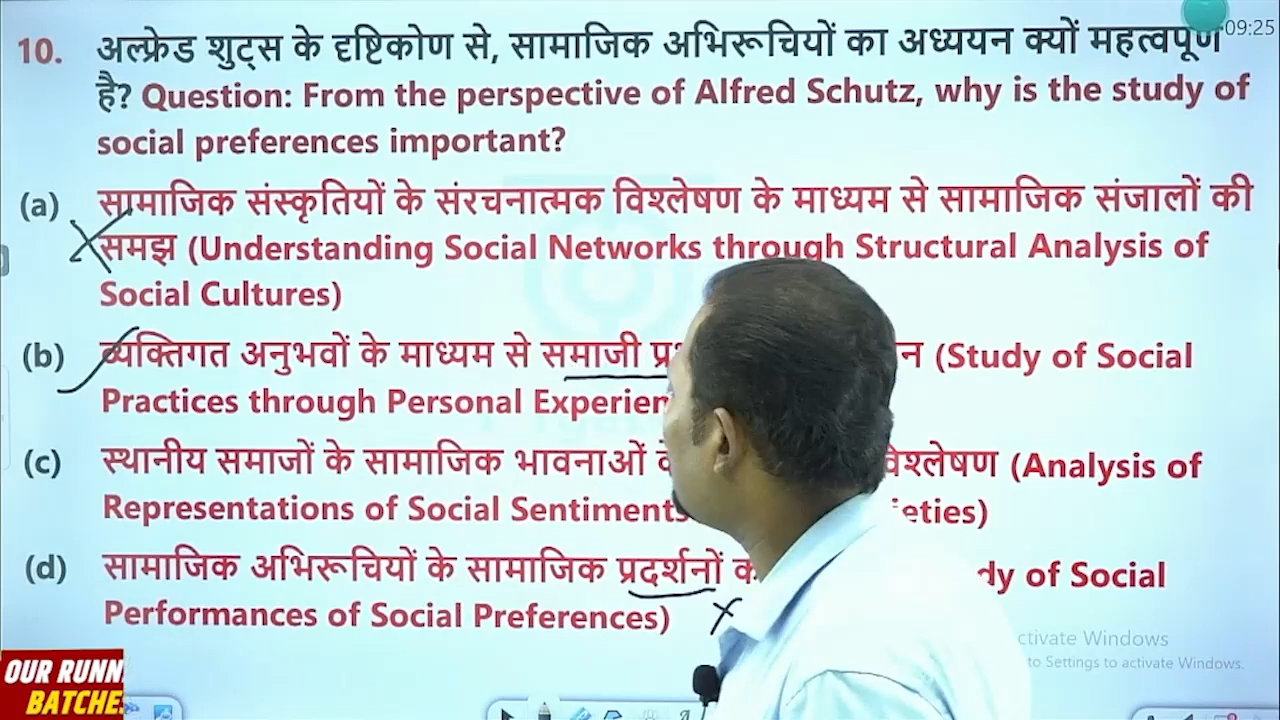 09:25
10. अल्फ्रेड शुट्स के दृष्टिकोण से, सामाजिक अभिरूचियों का अध्ययन क्यों महत्वपूर्ण
है? Question: From the perspective of Alfred Schutz, why is the study of
social preferences important?
(a) सामाजिक संस्कृतियों के संरचनात्मक विश्लेषण के माध्यम से सामाजिक संजालों की
समझ (Understanding Social Networks through Structural Analysis of
Social Cultures)
(b) व्यक्तिगत अनुभवों के माध्यम से समाजी (Study of Social
Practices through Personal
(c) स्थानीय समाजों के सामाजिक भावनाओं विश्लेषण (Analysis of
Representations of Social Sentiments
(d) सामाजिक अभिरूचियों के सामाजिक प्रदर्शनों of Social
Performances of Social Preferences)
to Settings to activate Windows.
OUR RUNN
BATCHE